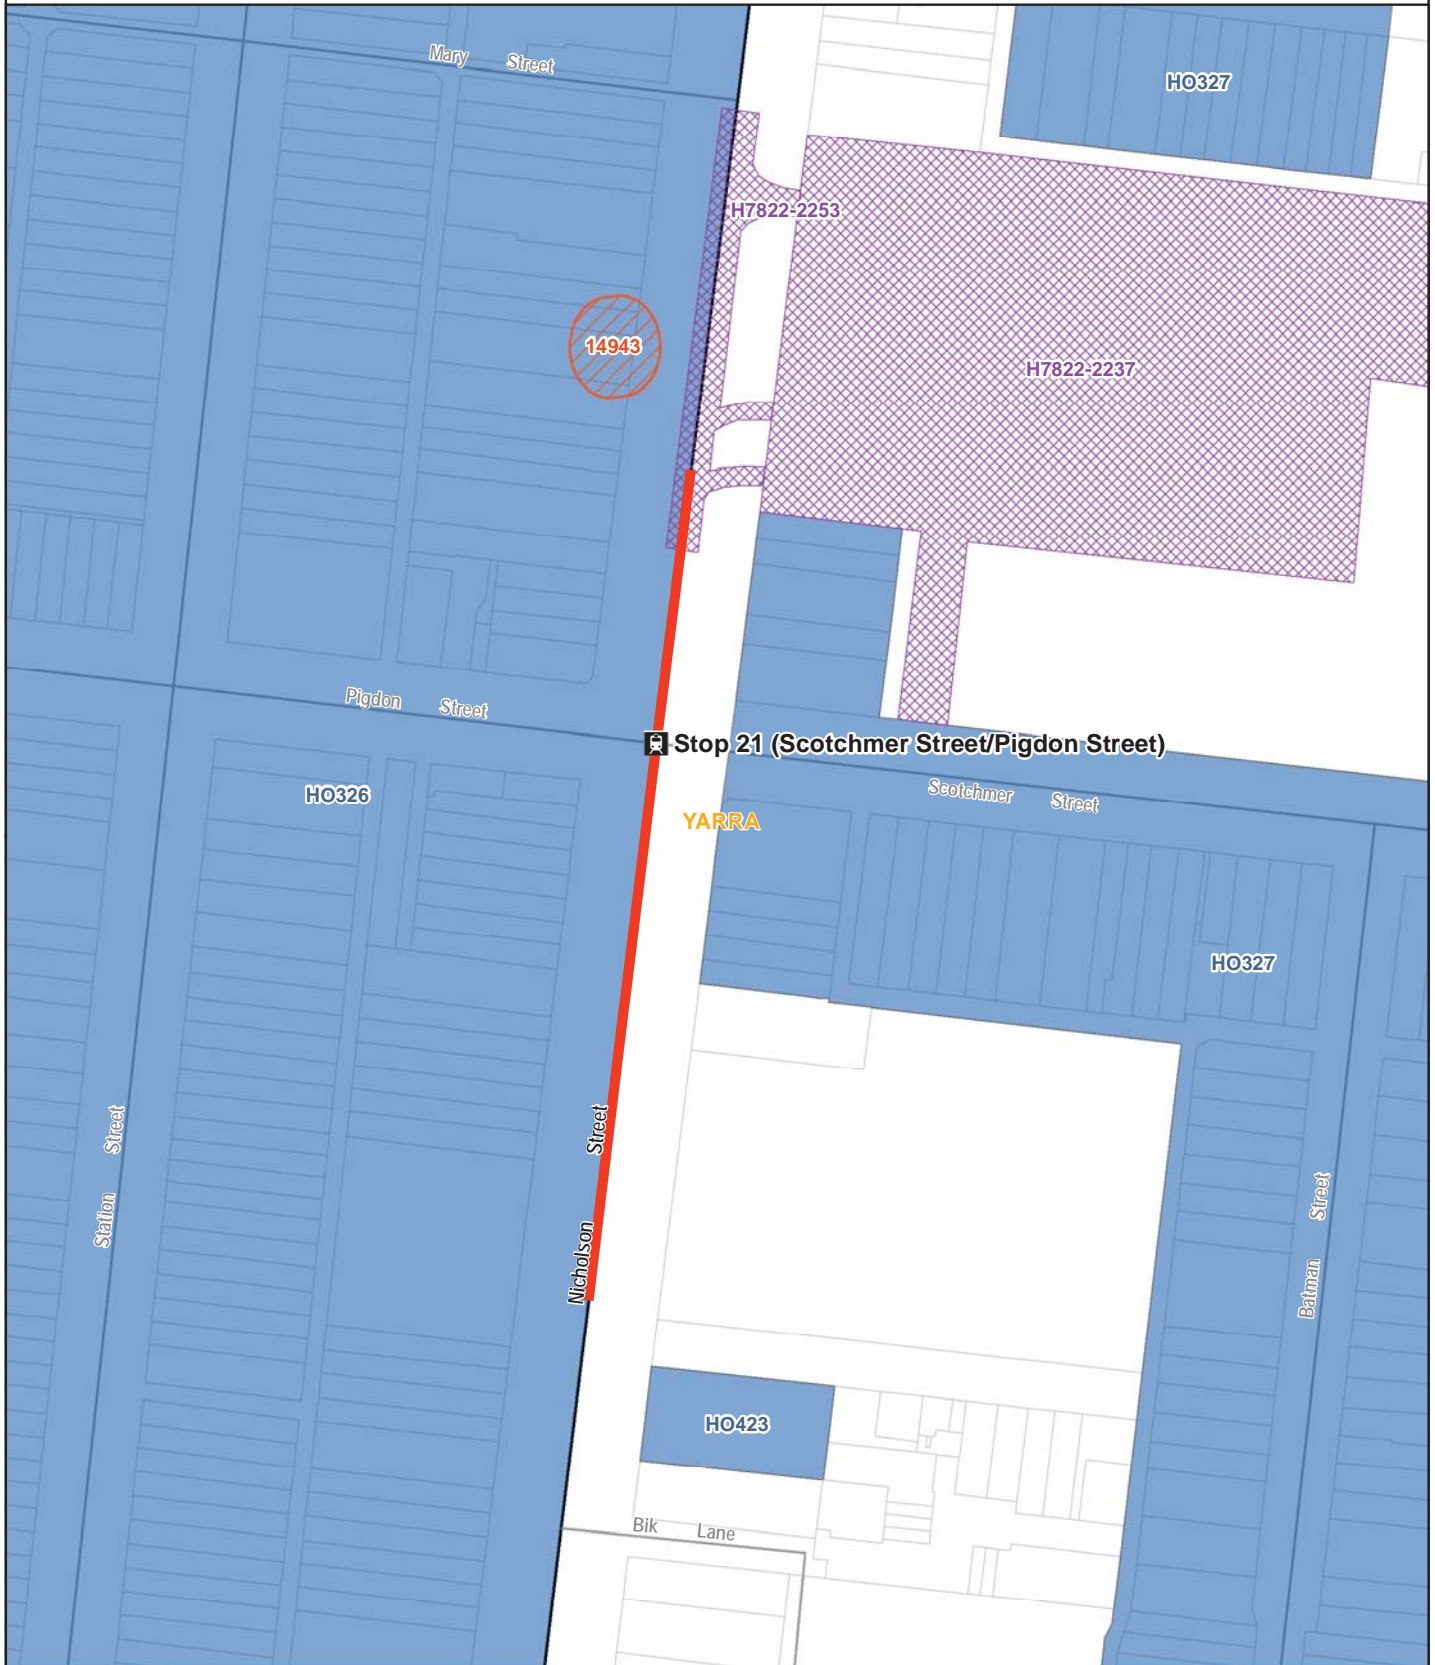 Mary Street
HO327
H7822-2253
14943
H7822-2237
Pigdon Street
Stop 21 (Scotchmer Street/Pigdon Street)
HO326
Scotchmer Street
YARRA
HO327
Station Street
Nicholson Street
Batman Street
HO423
Bik Lane